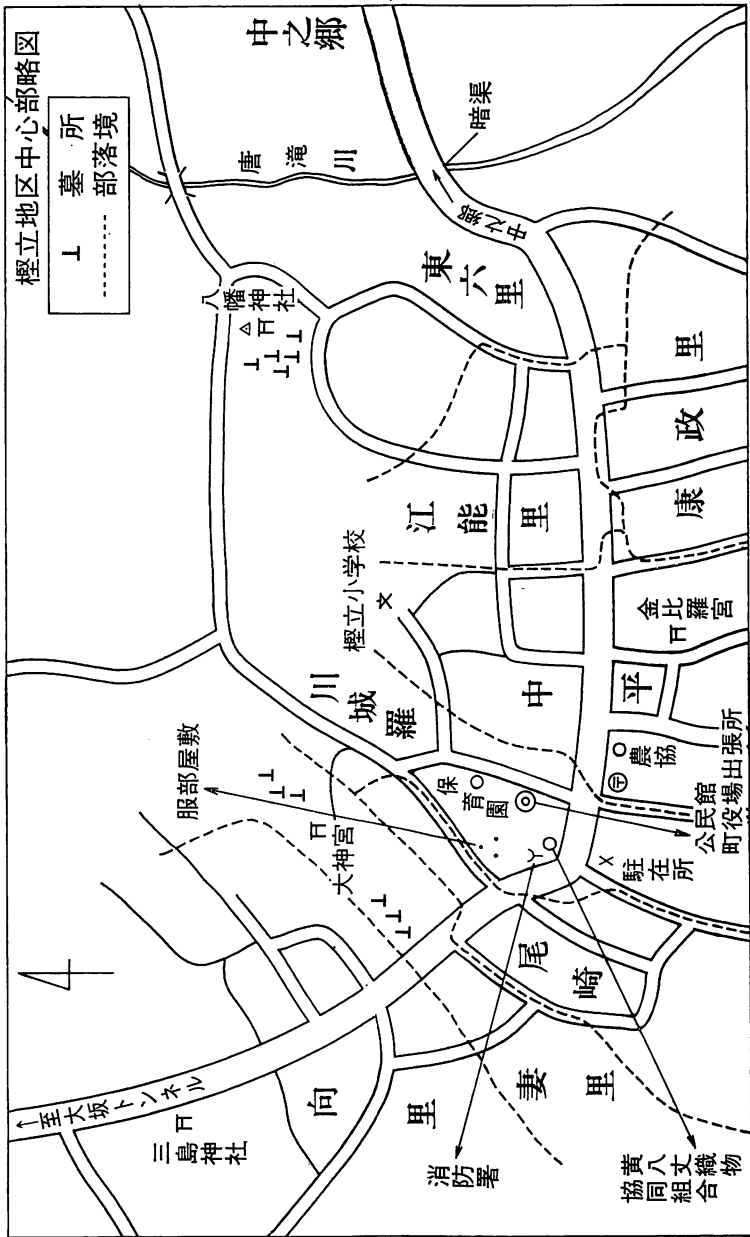 樫立地区中心部略図
墓所
部落境
中之郷
唐滝川
暗渠
中之郷
八幡神社
東六里
江能里
政康里
樫立小学校
文
川城羅
中平
金比羅宮
服部屋敷
大神宮
保育園
農協
〒
公民館
町役場出張所
駐在所
尾崎
向里
妻里
消防署
黄八丈織物
協同組合
三島神社
至大坂トンネル